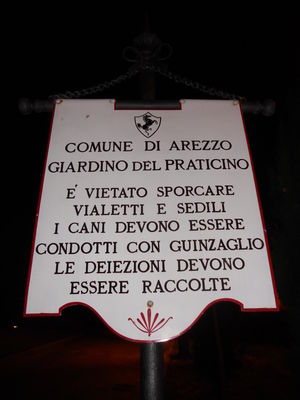 COMUNE DI AREZZO
GIARDINO DEL PRATICINO
E' VIETATO SPORCARE
VIALETTI E SEDILI
I CANI DEVONO ESSERE
CONDOTTI CON GUINZAGLIO
LE DEIEZIONI DEVONO
ESSERE RACCOLTE